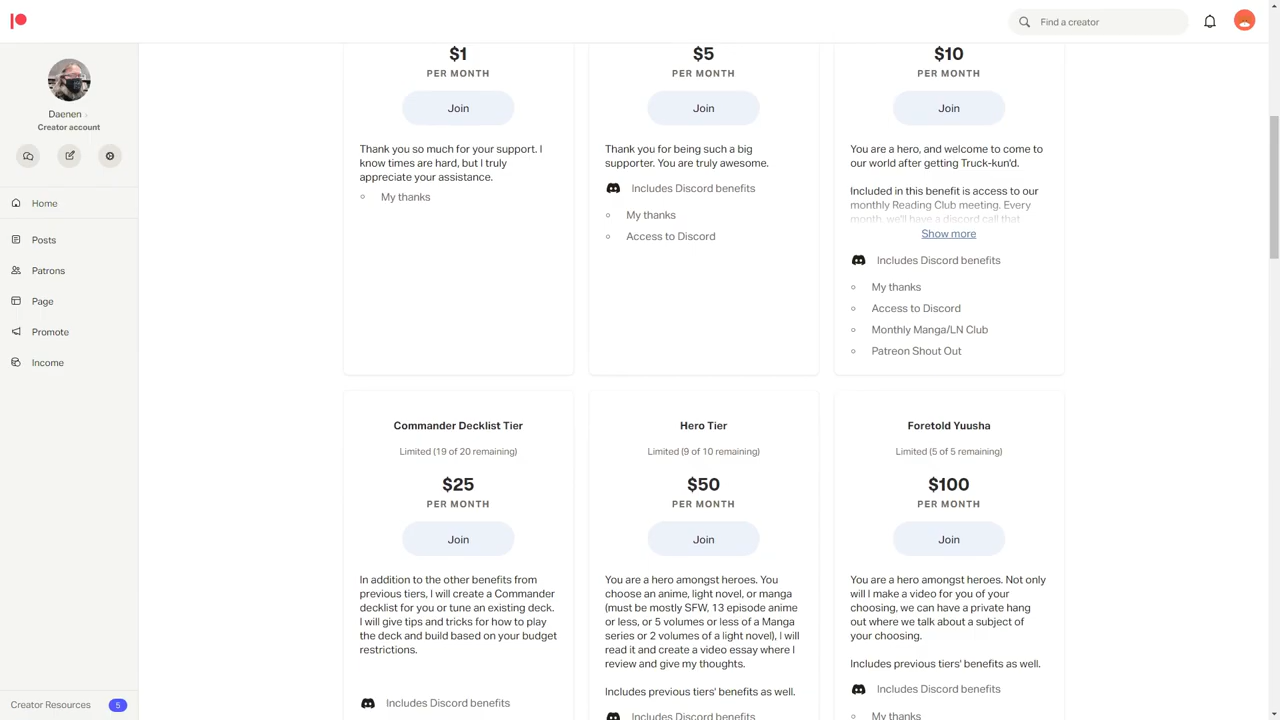 Find a creator
Daenen
Creator account
Home
Posts
Patrons
Page
Promote
Income
Creator Resources
5
$1
PER MONTH
Join
Thank you so much for your support. I
know times are hard, but I truly
appreciate your assistance.
My thanks
$5
PER MONTH
Join
Thank you for being such a big
supporter. You are truly awesome.
Includes Discord benefits
My thanks
Access to Discord
$10
PER MONTH
Join
You are a hero, and welcome to come to
our world after getting Truck-kun'd.
Included in this benefit is access to our
monthly Reading Club meeting. Every
month, we'll have a discord call that
Show more
Includes Discord benefits
My thanks
Access to Discord
Monthly Manga/LN Club
Patreon Shout Out
Commander Decklist Tier
Limited (19 of 20 remaining)
$25
PER MONTH
Join
In addition to the other benefits from
previous tiers, I will create a Commander
decklist for you or tune an existing deck.
I will give tips and tricks for how to play
the deck and build based on your budget
restrictions.
Includes Discord benefits
Hero Tier
Limited (9 of 10 remaining)
$50
PER MONTH
Join
You are a hero amongst heroes. You
choose an anime, light novel, or manga
(must be mostly SFW, 13 episode anime
or less, or 5 volumes or less of a Manga
series or 2 volumes of a light novel), I will
read it and create a video essay where I
review and give my thoughts.
Includes previous tiers' benefits as well.
Includes Discord benefits
Foretold Yuusha
Limited (5 of 5 remaining)
$100
PER MONTH
Join
You are a hero amongst heroes. Not only
will I make a video for you of your
choosing, we can have a private hang
out where we talk about a subject of
your choosing.
Includes previous tiers' benefits as well.
Includes Discord benefits
My thanks